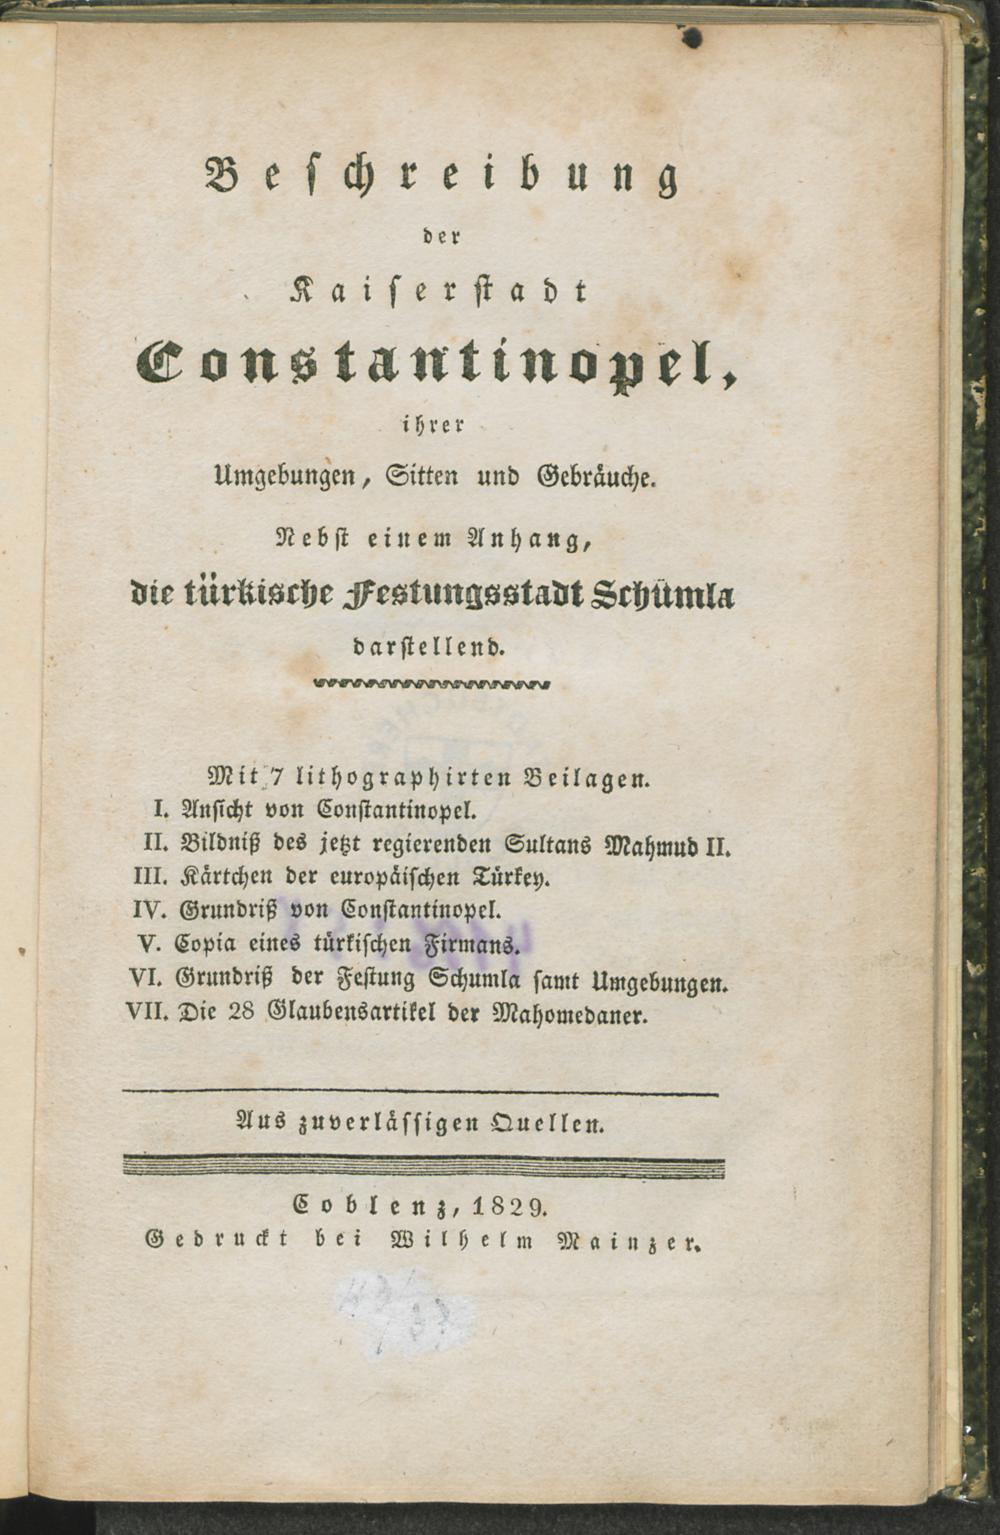 Beschreibung
der
Kaiserstadt
Constantinopel,
ihrer
Umgebungen, Sitten und Gebräuche.
Nebst einem Anhang,
die türkische Festungsstadt Schümla
darstellend.
Mit 7 lithographirten Beilagen.
I. Ansicht von Constantinopel.
II. Bildniß des jetzt regierenden Sultans Mahmud II.
III. Kärtchen der europäischen Türkey.
IV. Grundriß von Constantinopel.
V. Copia eines türkischen Firmans.
VI. Grundriß der Festung Schumla samt Umgebungen.
VII. Die 28 Glaubensartikel der Mahomedaner.
Aus zuverlässigen Quellen.
Coblenz, 1829.
Gedruckt bei Wilhelm Mainzer.